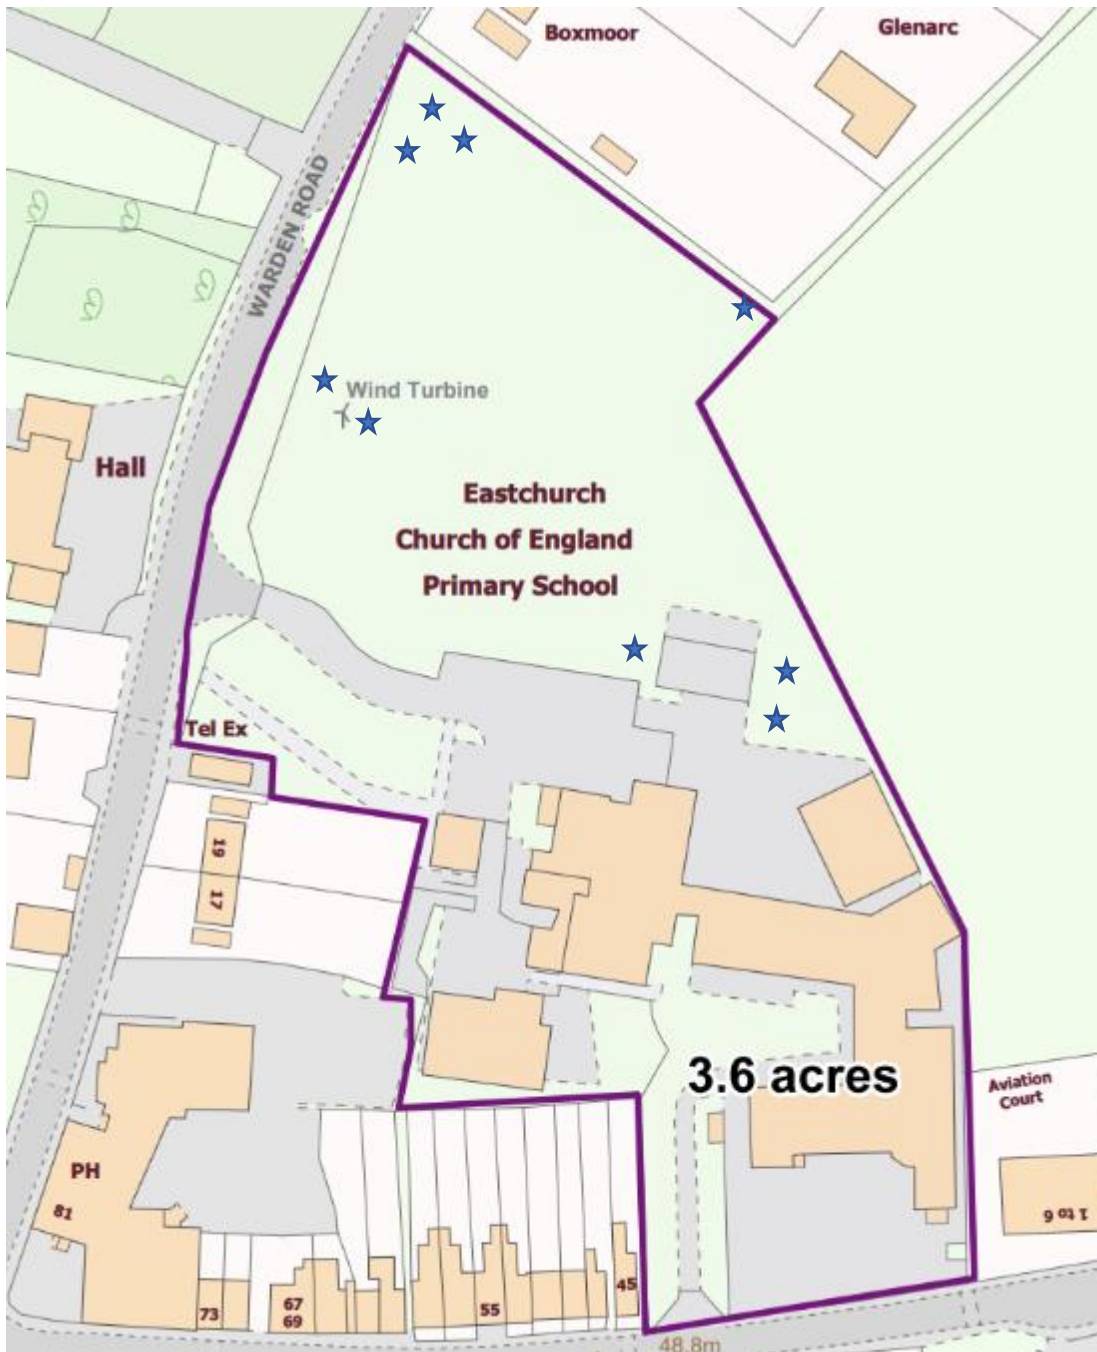 Boxmoor
Glenarc
WARDEN ROAD
Wind Turbine
Hall
Eastchurch
Church of England
Primary School
Tel Ex
19
17
3.6 acres
Aviation
Court
PH
81
1 to 6
45
55
67
69
73
48.8m